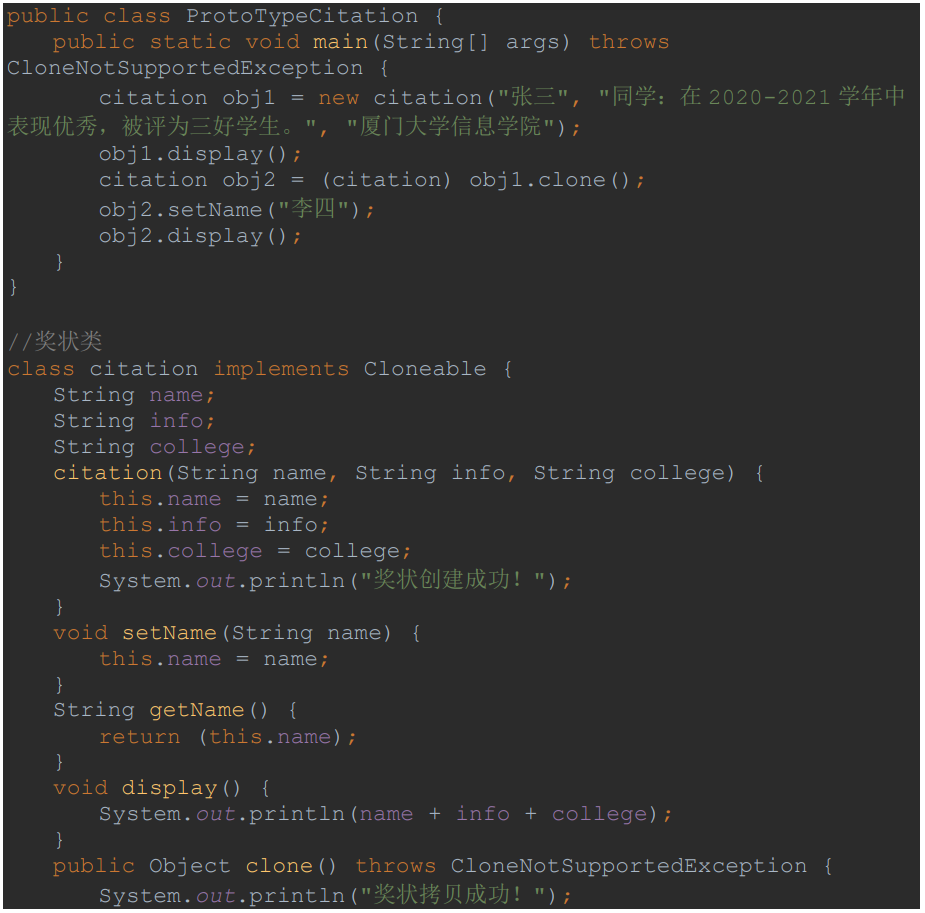 public class ProtoTypeCitation {
    public static void main(String[] args) throws
CloneNotSupportedException {
        citation obj1 = new citation("张三", "同学：在 2020-2021 学年中
表现优秀，被评为三好学生。", "厦门大学信息学院");
        obj1.display();
        citation obj2 = (citation) obj1.clone();
        obj2.setName("李四");
        obj2.display();
    }
}

//奖状类
class citation implements Cloneable {
    String name;
    String info;
    String college;
    citation(String name, String info, String college) {
        this.name = name;
        this.info = info;
        this.college = college;
        System.out.println("奖状创建成功！");
    }
    void setName(String name) {
        this.name = name;
    }
    String getName() {
        return (this.name);
    }
    void display() {
        System.out.println(name + info + college);
    }
    public Object clone() throws CloneNotSupportedException {
        System.out.println("奖状拷贝成功！");